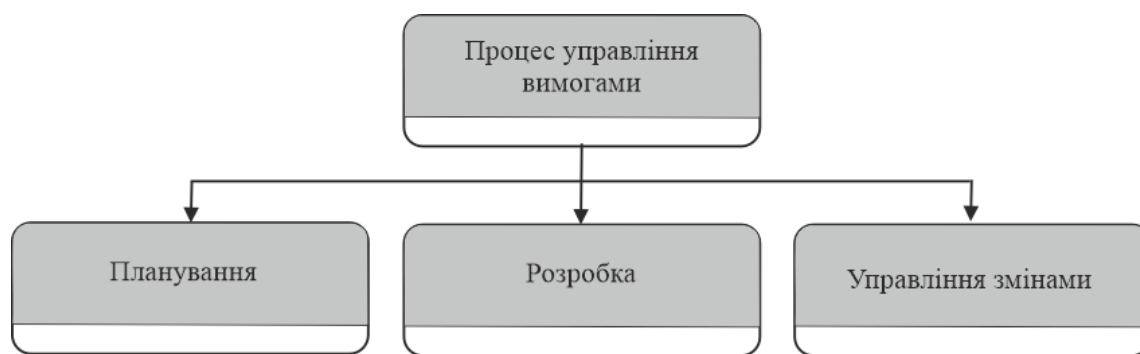 Процес управління
вимогами
Планування
Розробка
Управління змінами